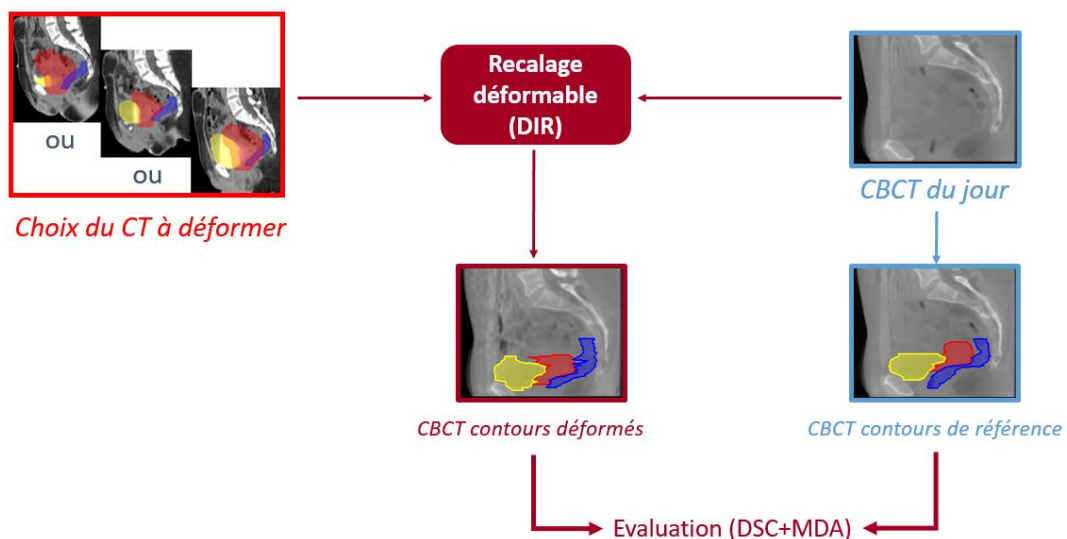 ou
ou
Choix du CT à déformer
Recalage
déformable
(DIR)
CBCT du jour
CBCT contours déformés
CBCT contours de référence
Evaluation (DSC+MDA)